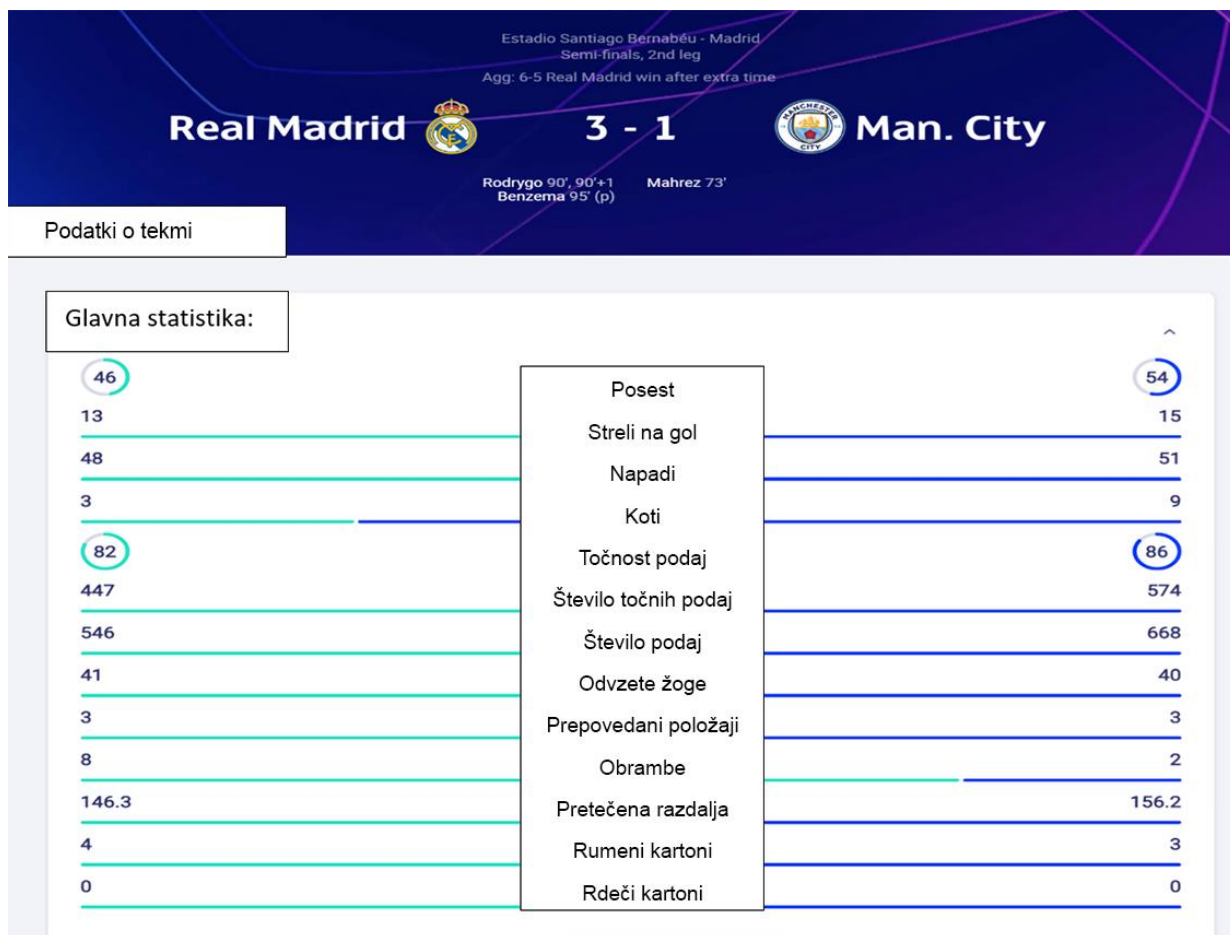 Estadio Santiago Bernabéu - Madrid
Semi-finals, 2nd leg
Agg: 6-5 Real Madrid win after extra time
Real Madrid 3 - 1 Man. City
Rodrygo 90', 90'+1 Mahrez 73'
Benzema 95' (p)
Podatki o tekmi
Glavna statistika:
46 Posest 54
13 Streli na gol 15
48 Napadi 51
3 Koti 9
82 Točnost podaj 86
447 Število točnih podaj 574
546 Število podaj 668
41 Odvzete žoge 40
3 Prepovedani položaji 3
8 Obrambe 2
146.3 Pretečena razdalja 156.2
4 Rumeni kartoni 3
0 Rdeči kartoni 0